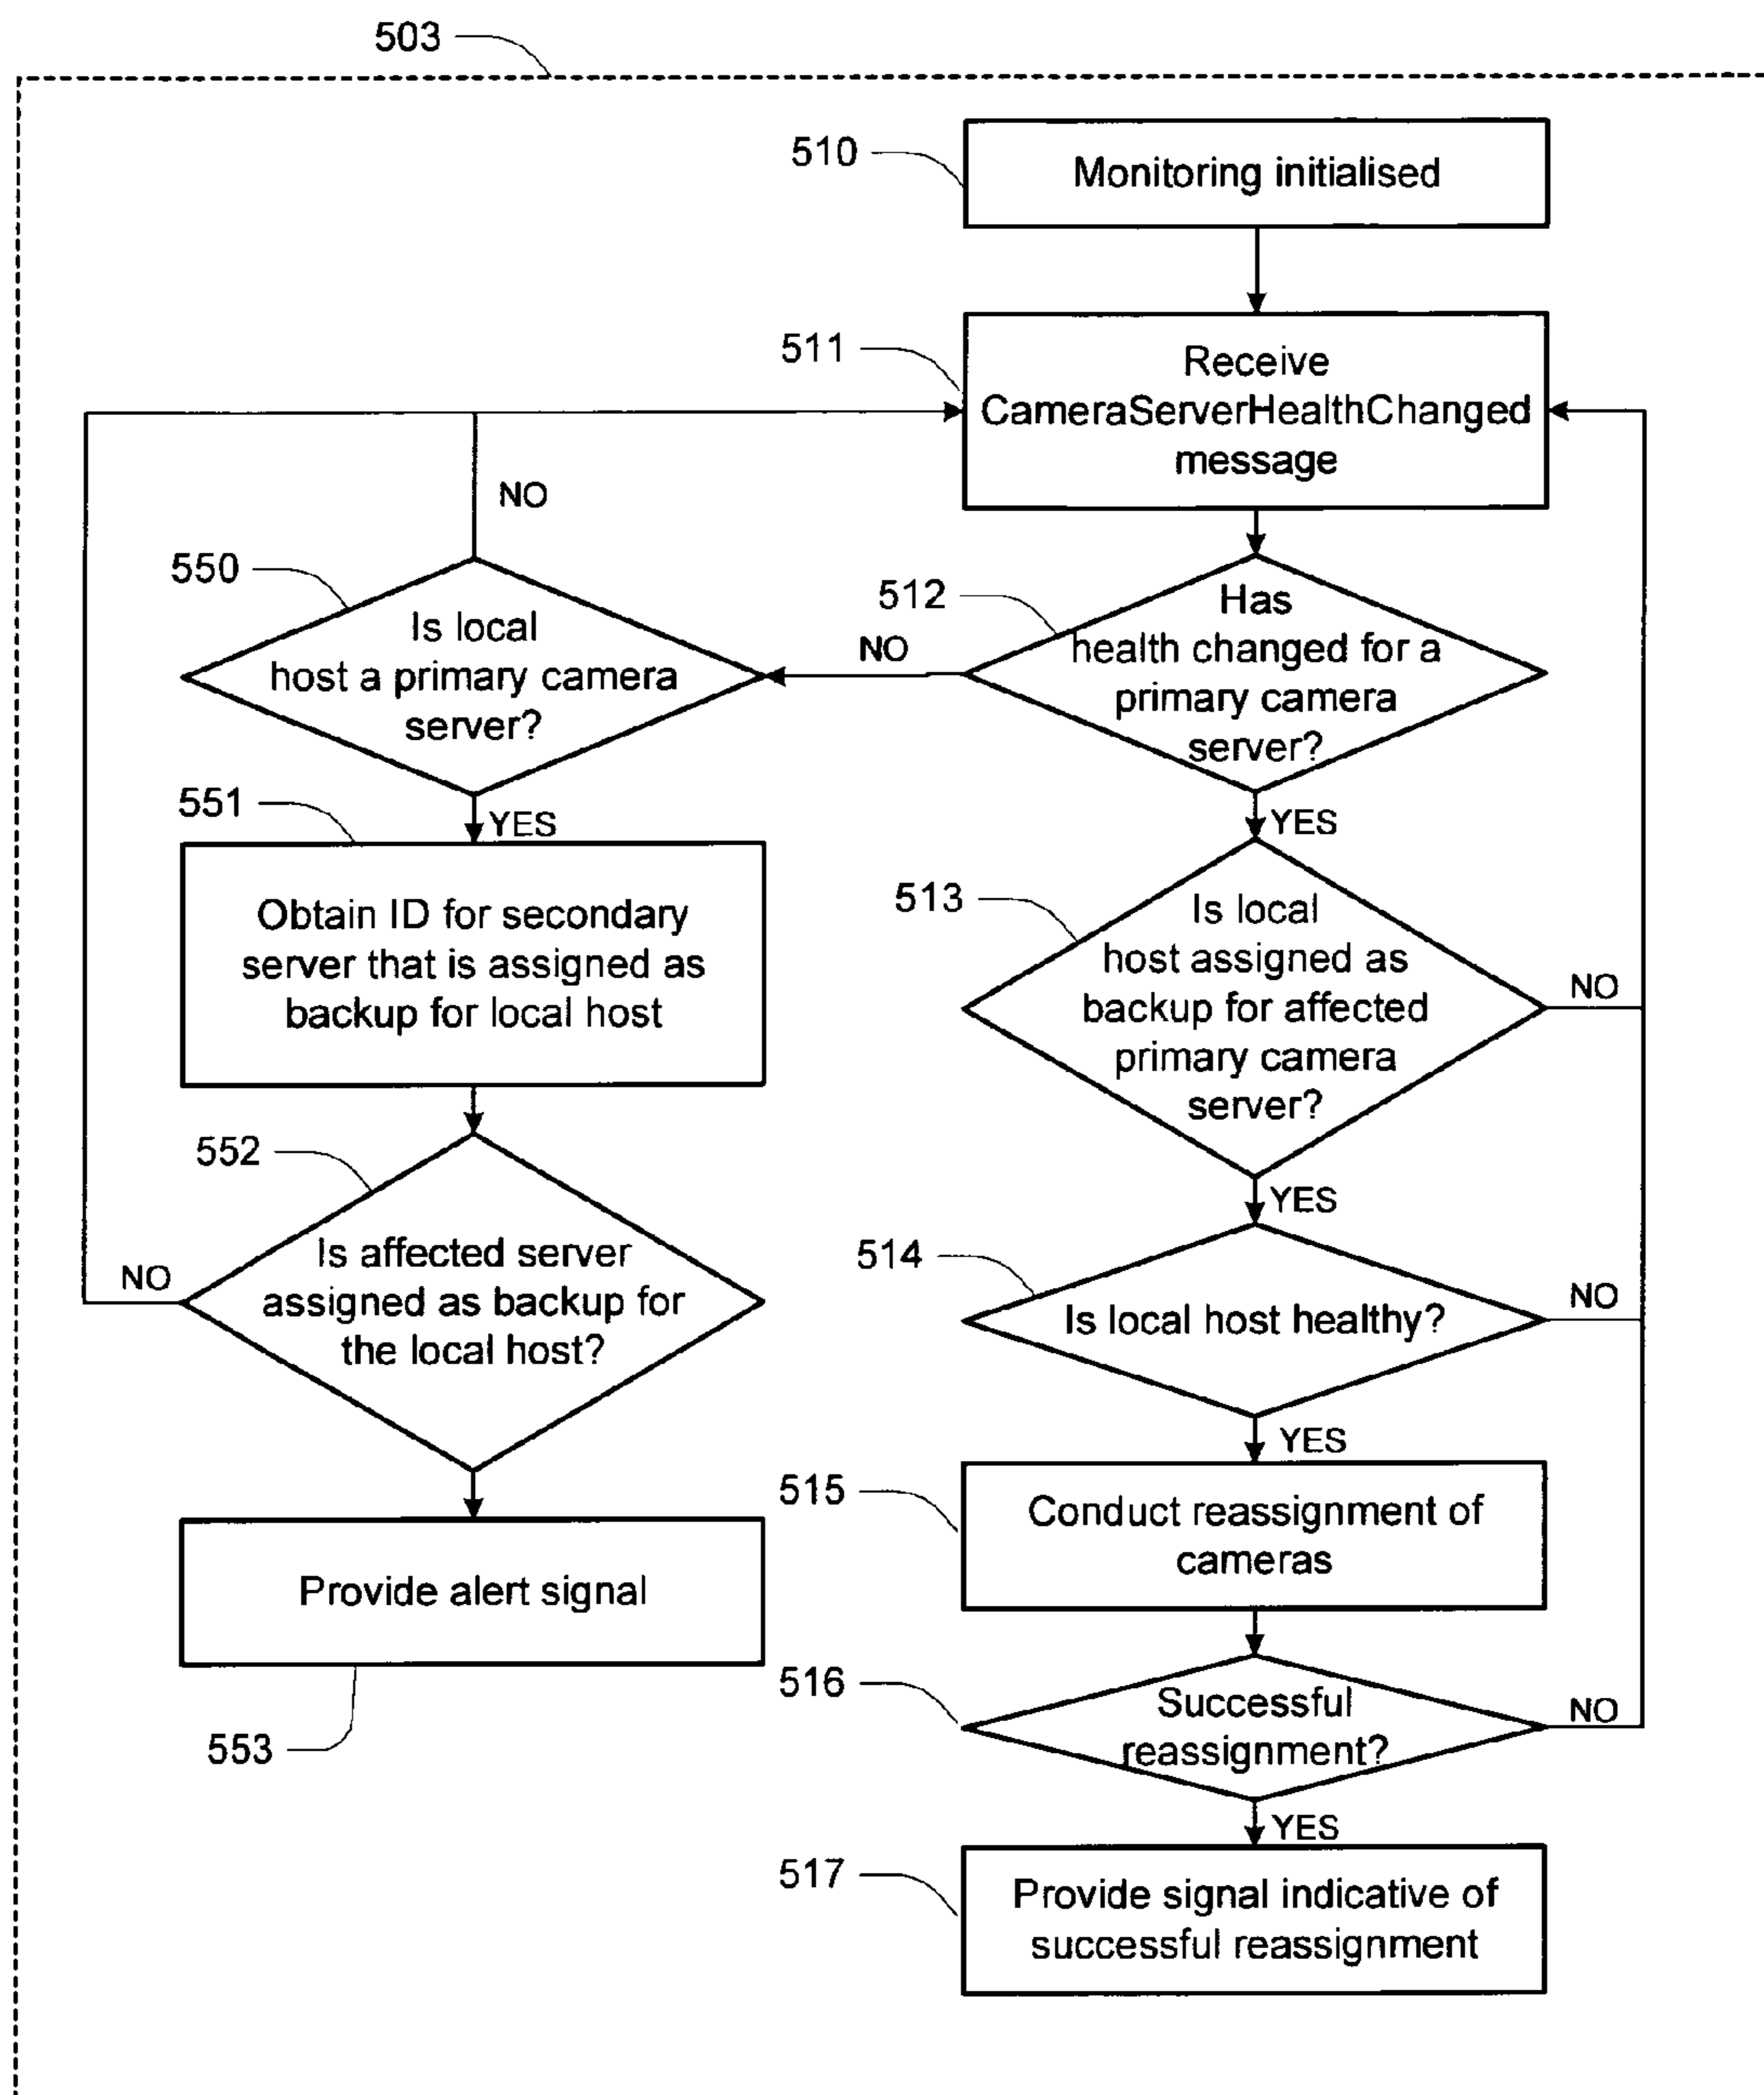 503
510
Monitoring initialised
511
Receive
CameraServerHealthChanged
message
NO
550
Is local
host a primary camera
server?
NO
512
Has
health changed for a
primary camera
server?
YES
551
YES
Obtain ID for secondary
server that is assigned as
backup for local host
513
Is local
host assigned as
backup for affected
primary camera
server?
NO
552
YES
Is affected server
assigned as backup for
the local host?
NO
514
Is local host healthy?
NO
YES
515
Conduct reassignment of
cameras
Provide alert signal
553
516
Successful
reassignment?
NO
YES
517
Provide signal indicative of
successful reassignment